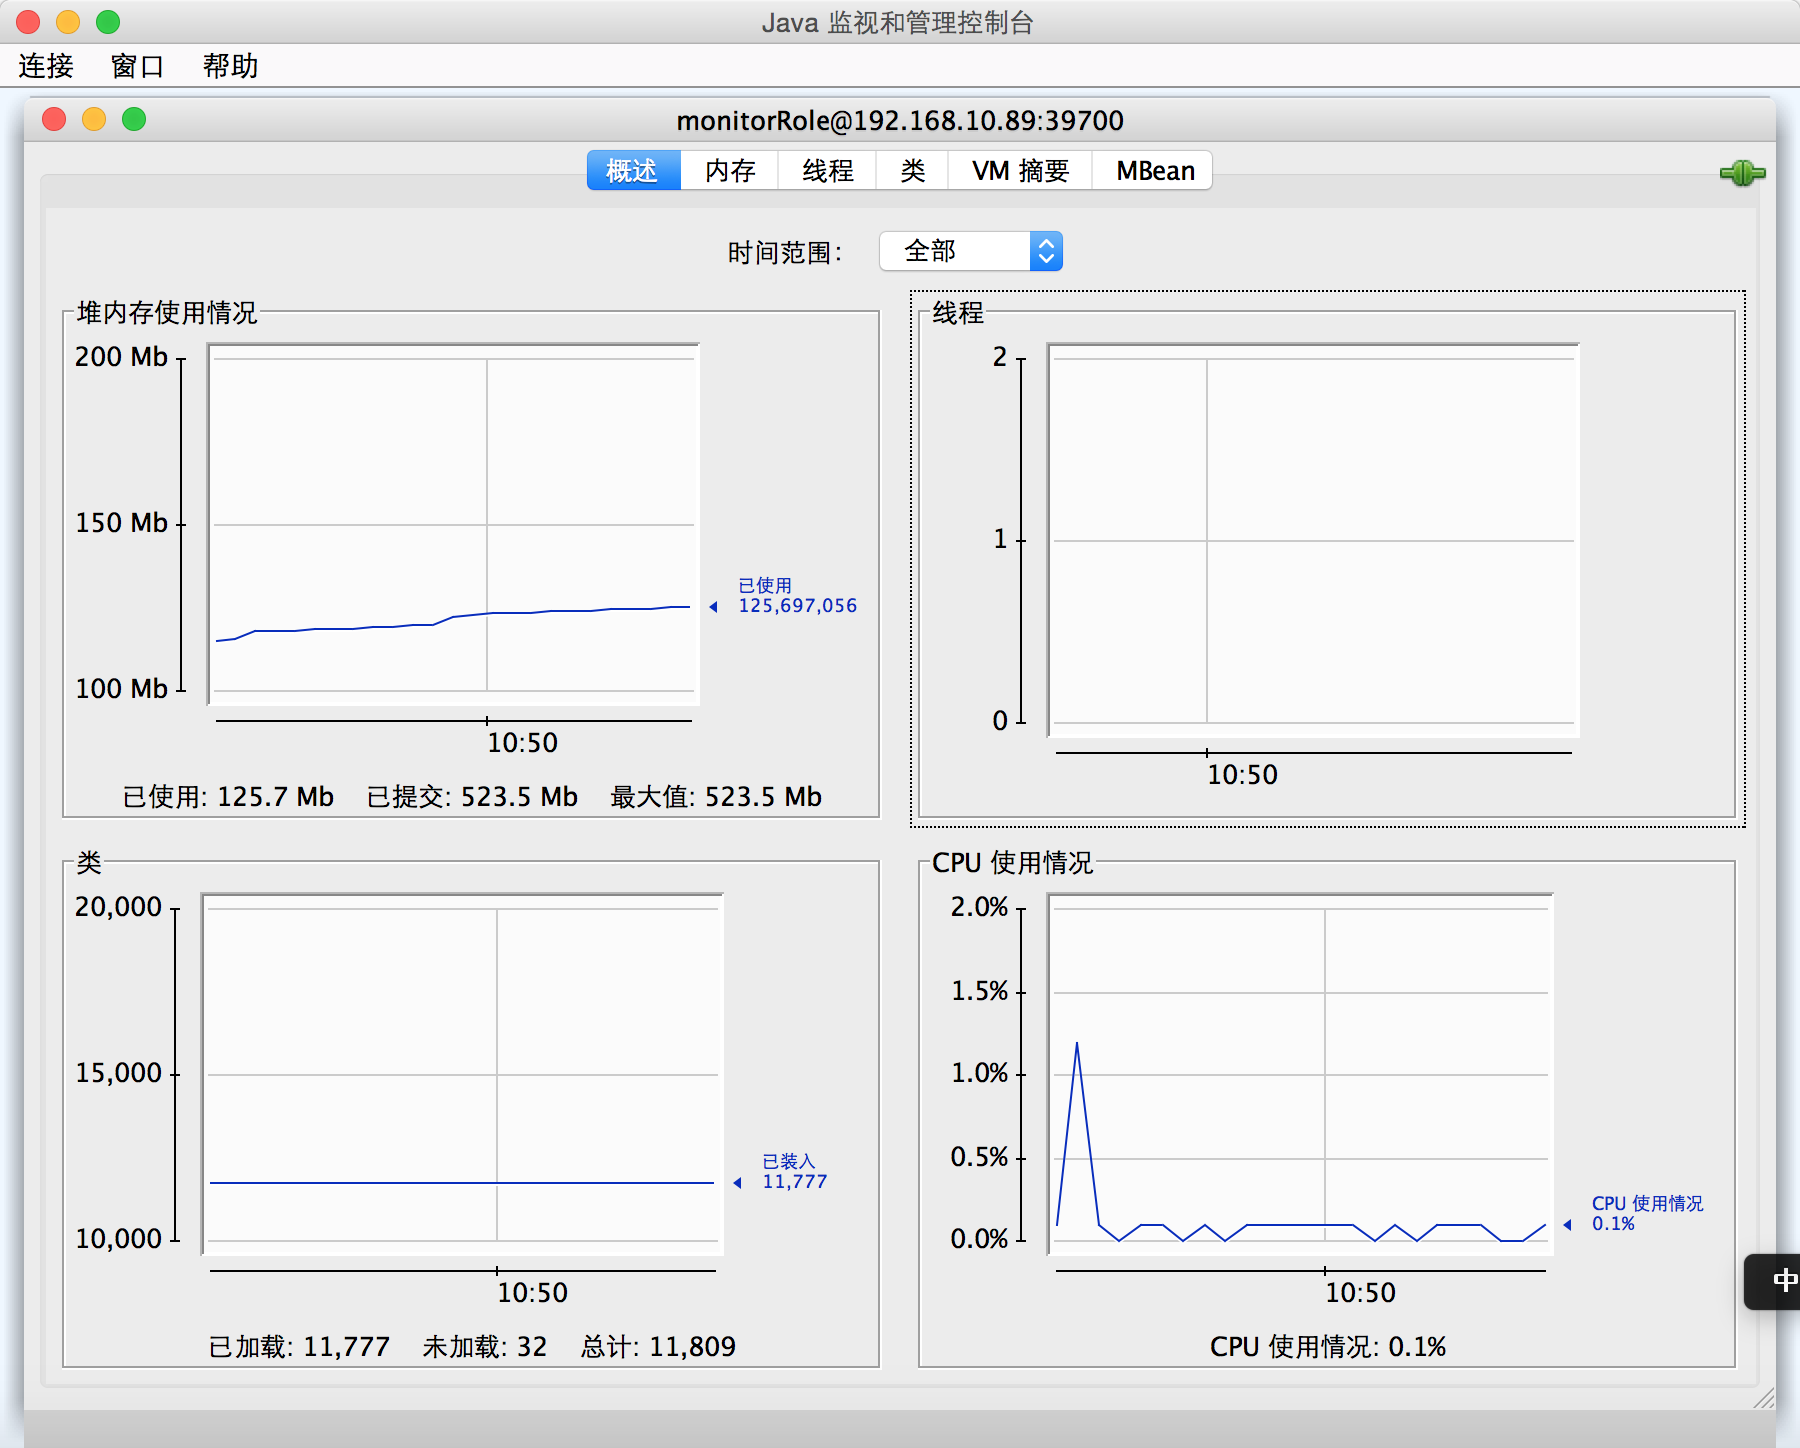 Java 监视和管理控制台
连接 窗口 帮助
monitorRole@192.168.10.89:39700
概述 内存 线程 类 VM 摘要 MBean
时间范围: 全部
堆内存使用情况
200 Mb
150 Mb
100 Mb
已使用
125,697,056
10:50
已使用: 125.7 Mb 已提交: 523.5 Mb 最大值: 523.5 Mb
线程
2
1
0
10:50
类
20,000
15,000
10,000
已装入
11,777
10:50
已加载: 11,777 未加载: 32 总计: 11,809
CPU 使用情况
2.0%
1.5%
1.0%
0.5%
0.0%
CPU 使用情况
0.1%
10:50
CPU 使用情况: 0.1%
中